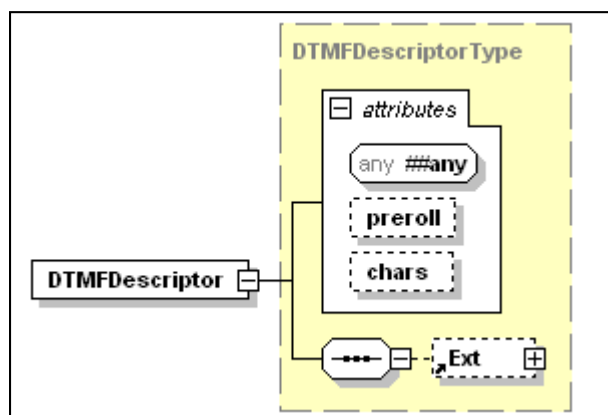 DTMFDescriptorType
attributes
any ##any
preroll
chars
DTMFDescriptor
Ext